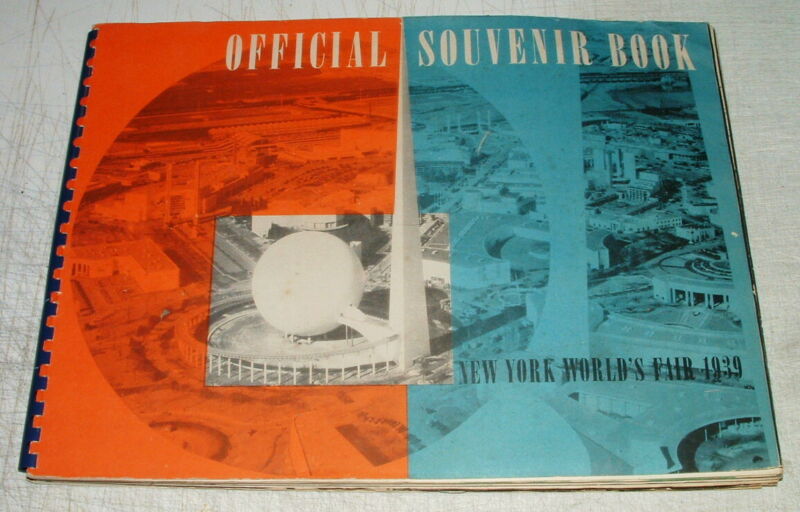 OFFICIAL SOUVENIR BOOK
NEW YORK WORLD'S FAIR 1939